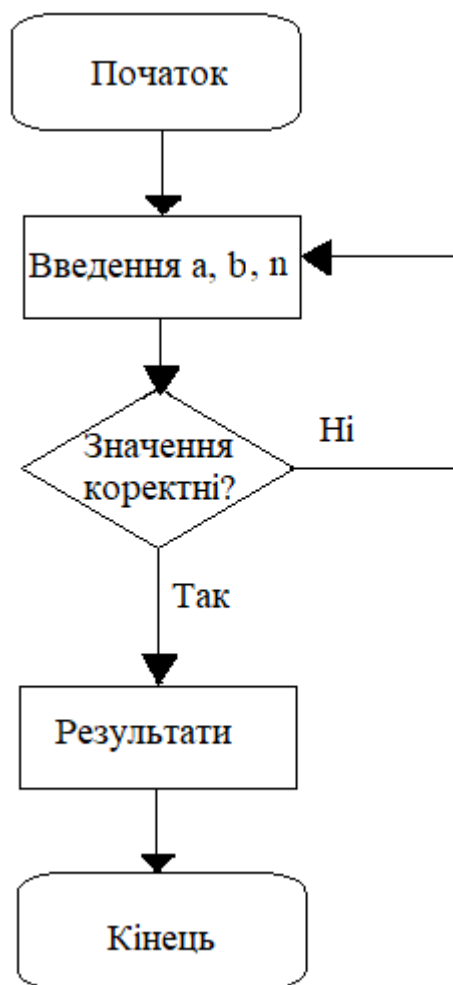 Початок
Введення a, b, n
Значення
коректні?
Ні
Так
Результати
Кінець